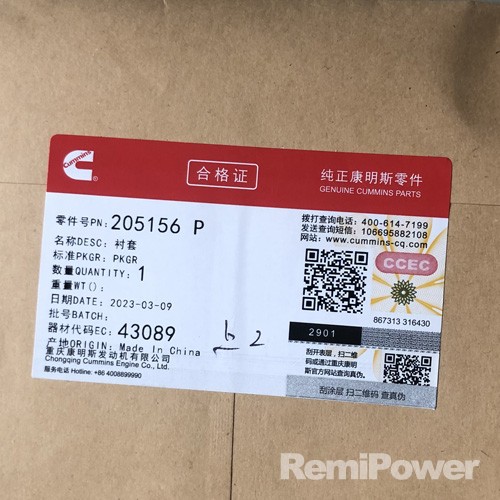 Cummins
合格证
纯正康明斯零件
GENUINE CUMMINS PARTS
零件号PN: 205156 P
名称DESC: 衬套
标准PKGR: PKGR
数量QUANTITY: 1
重量WT():
日期DATE: 2023-03-09
批号BATCH:
器材代码EC: 43089
产地ORIGIN: Made In China
重庆康明斯发动机有限公司
Chongqing Cummins Engine Co., Ltd.
服务电话 Hotline: +86 4008899990
b 2
拨打查询电话: 400-614-7199
发送查询短信: 106695882108
www.cummins-cq.com
CCEC
867313 316430
2901
刮开表层，扫二维
码或通过重庆康明
斯官方网站查询真伪。
刮涂层 扫二维码 查真伪
RemiPower